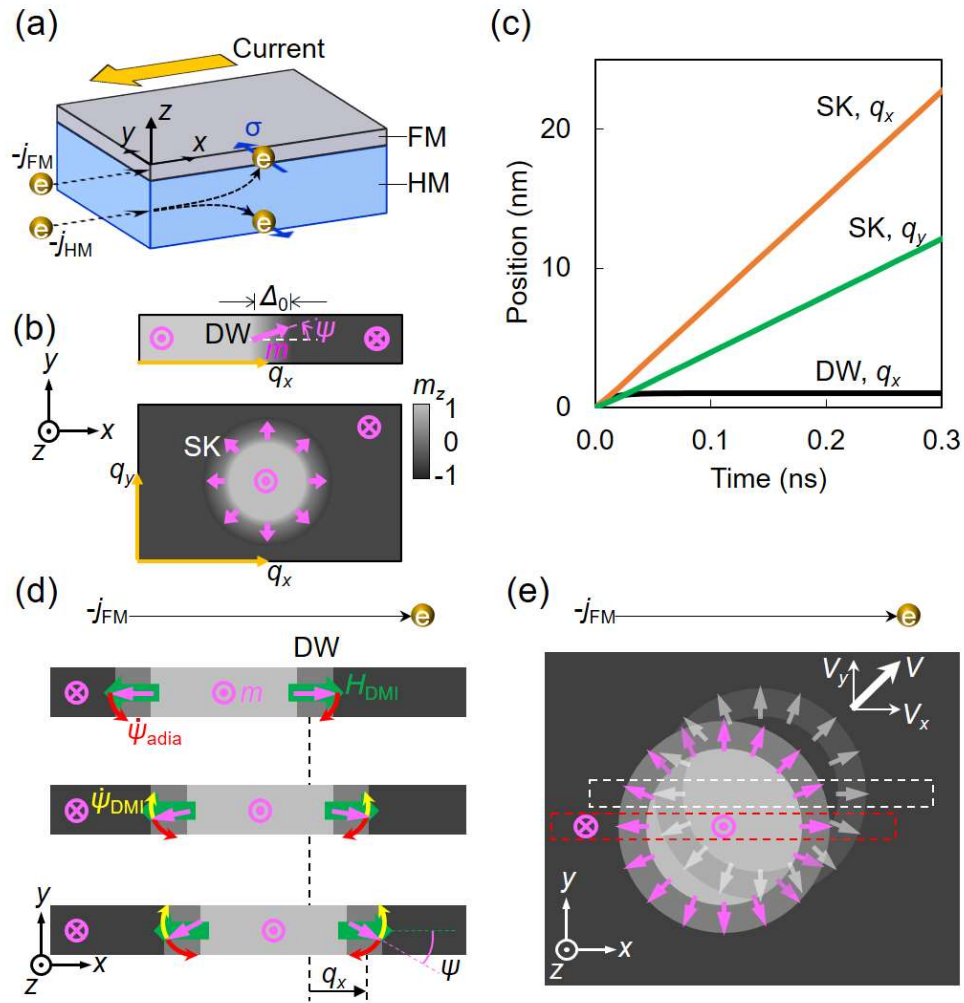 (a)
Current
z
y
x
σ
FM
-jFM
e
e
HM
-jHM
e
e
(b)
Δ0
DW
ψ
m
qx
y
z
x
mz
1
0
-1
SK
qy
qx
(c)
Position (nm)
20
10
0
SK, qx
SK, qy
DW, qx
0.0
0.1
0.2
0.3
Time (ns)
(d)
-jFM
e
DW
m
HDMI
ψ̇adia
ψ̇DMI
y
z
x
qx
ψ
(e)
-jFM
e
Vy
V
Vx
y
z
x